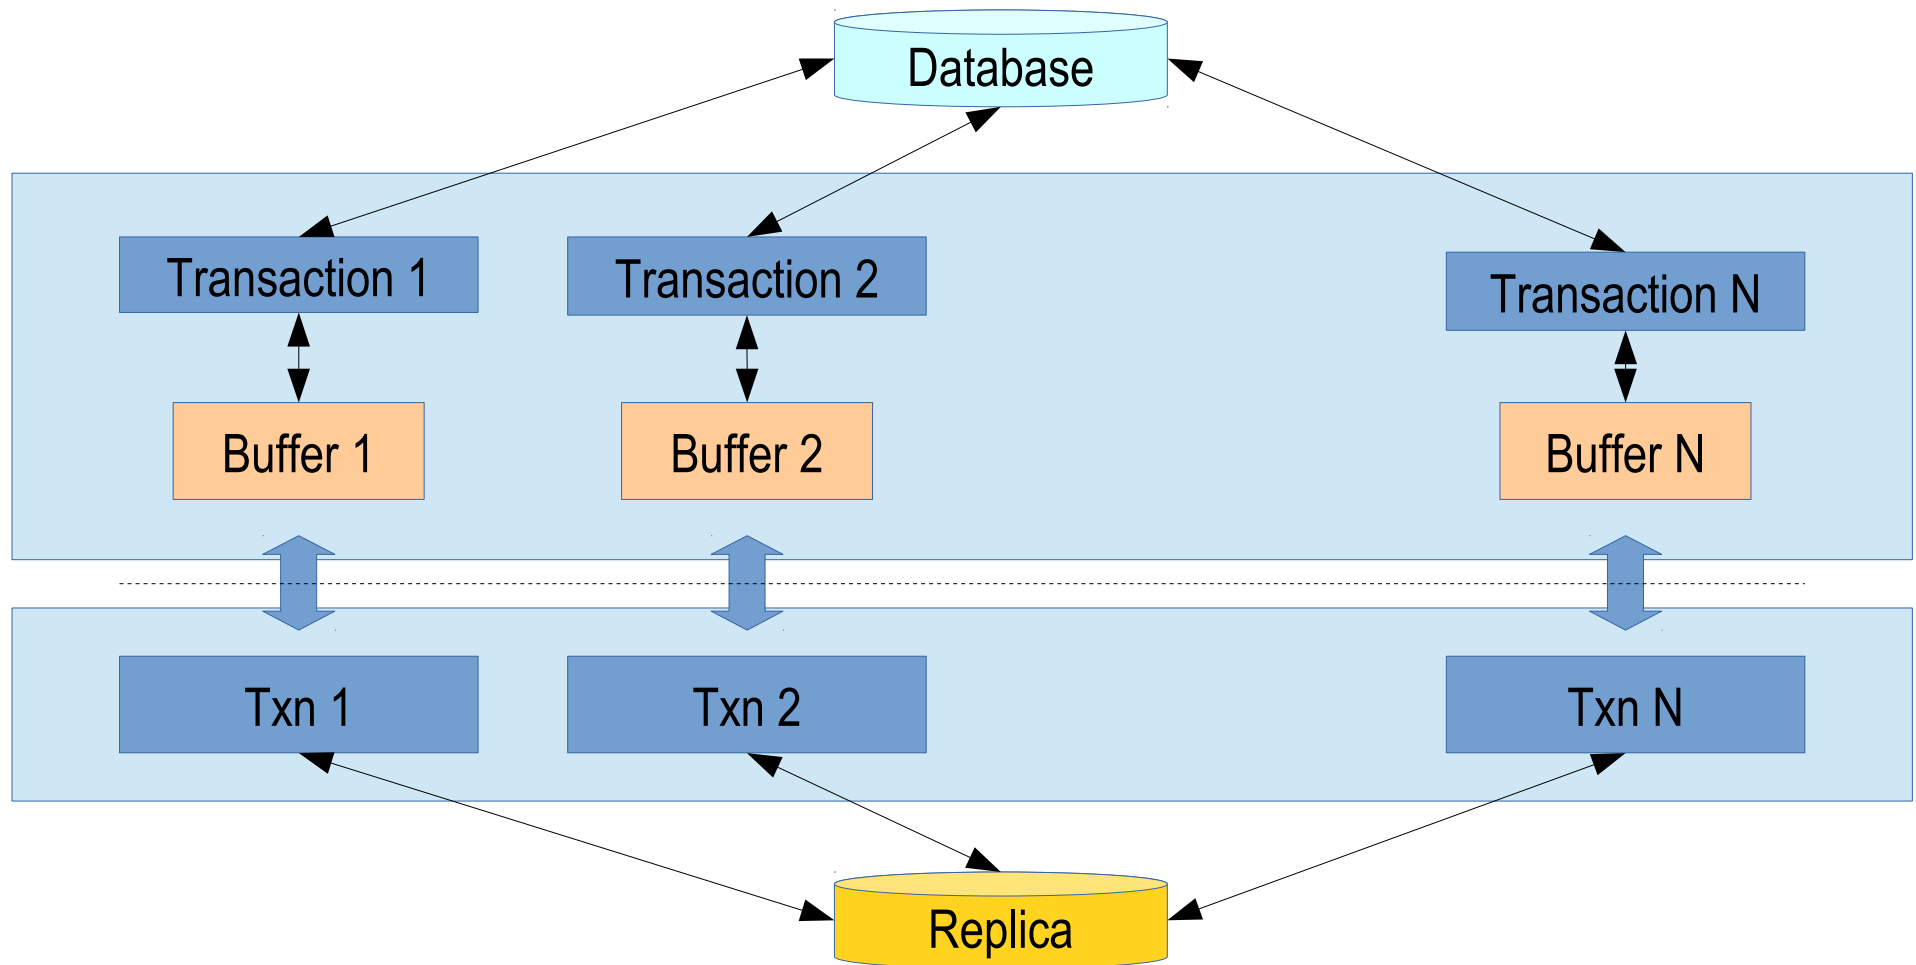 Database
Transaction 1
Transaction 2
Transaction N
Buffer 1
Buffer 2
Buffer N
Txn 1
Txn 2
Txn N
Replica